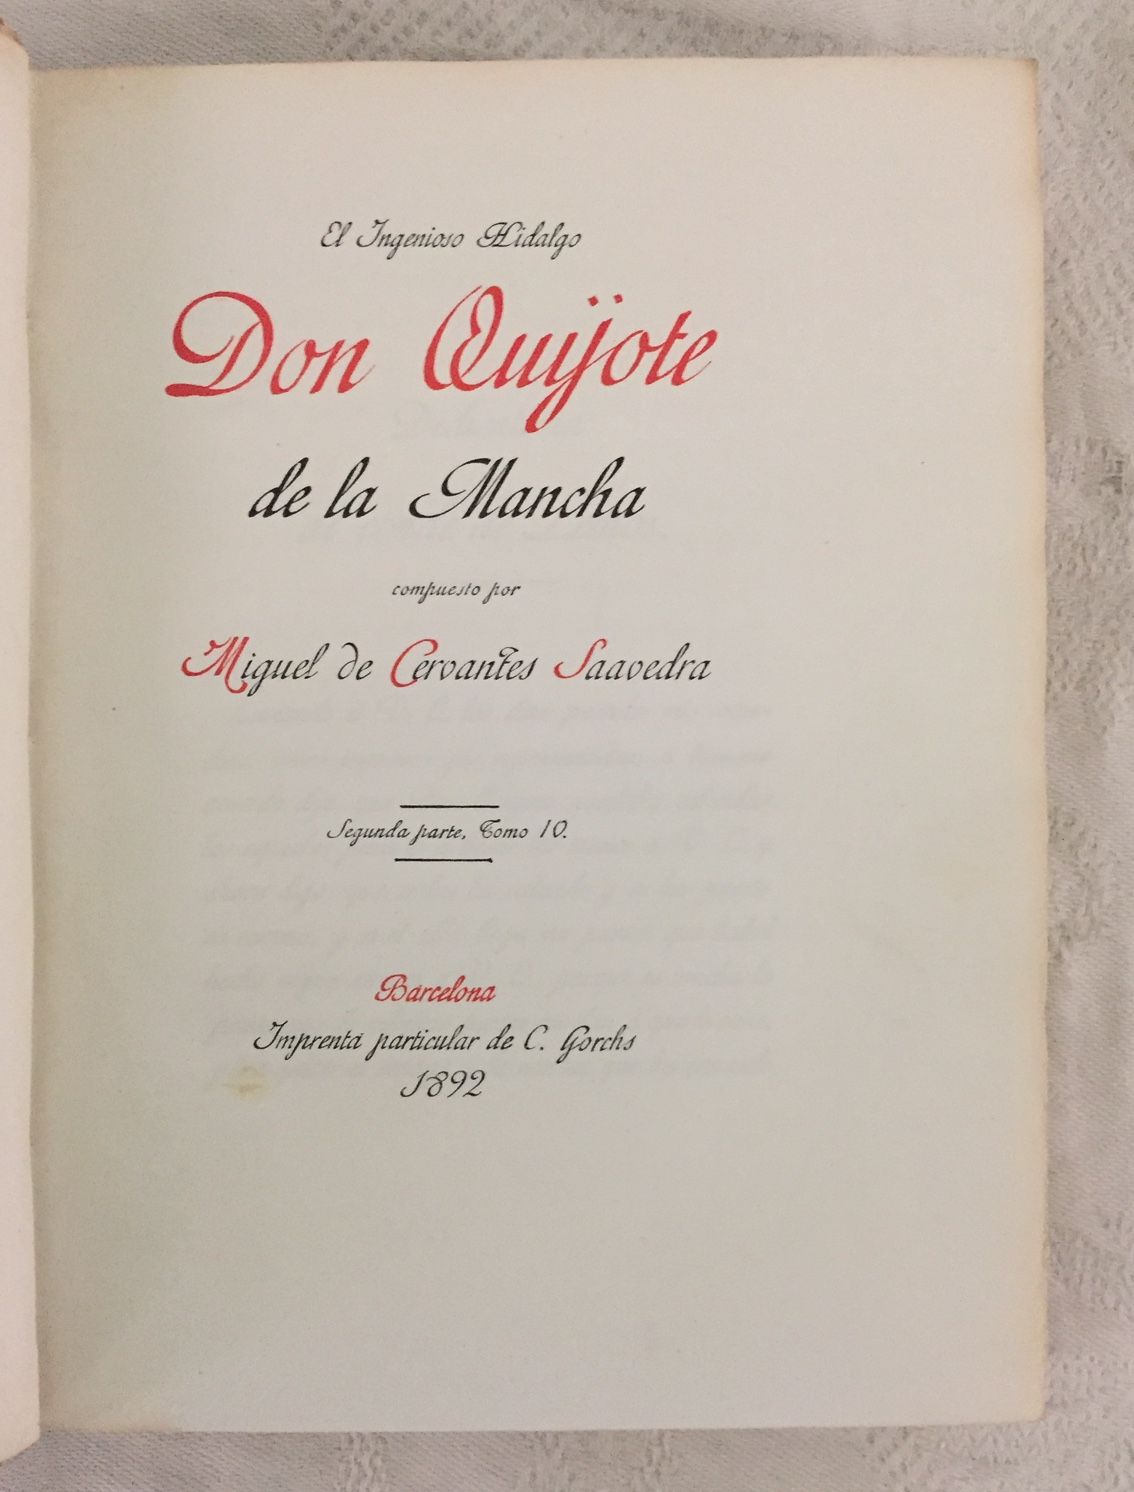 El Ingenioso Hidalgo
Don Quijote
de la Mancha
compuesto por
Miguel de Cervantes Saavedra
Segunda parte, Tomo 10.
Barcelona
Imprenta particular de C. Gorchs
1892